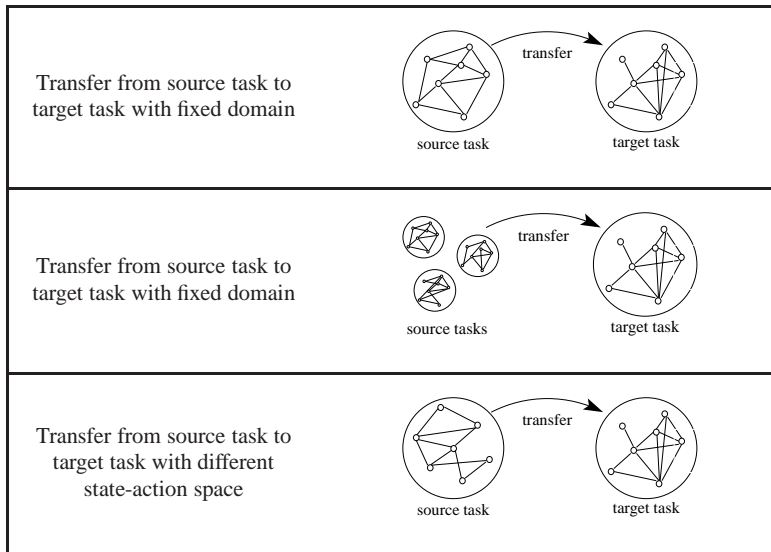 Transfer from source task to
target task with fixed domain
transfer
source task
target task
Transfer from source task to
target task with fixed domain
transfer
source tasks
target task
Transfer from source task to
target task with different
state-action space
transfer
source task
target task